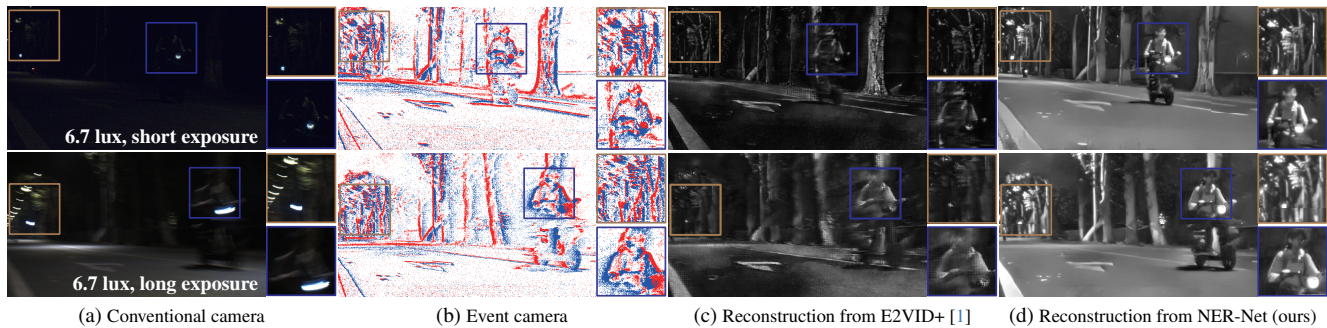 6.7 lux, short exposure
6.7 lux, long exposure
(a) Conventional camera
(b) Event camera
(c) Reconstruction from E2VID+ [1]
(d) Reconstruction from NER-Net (ours)